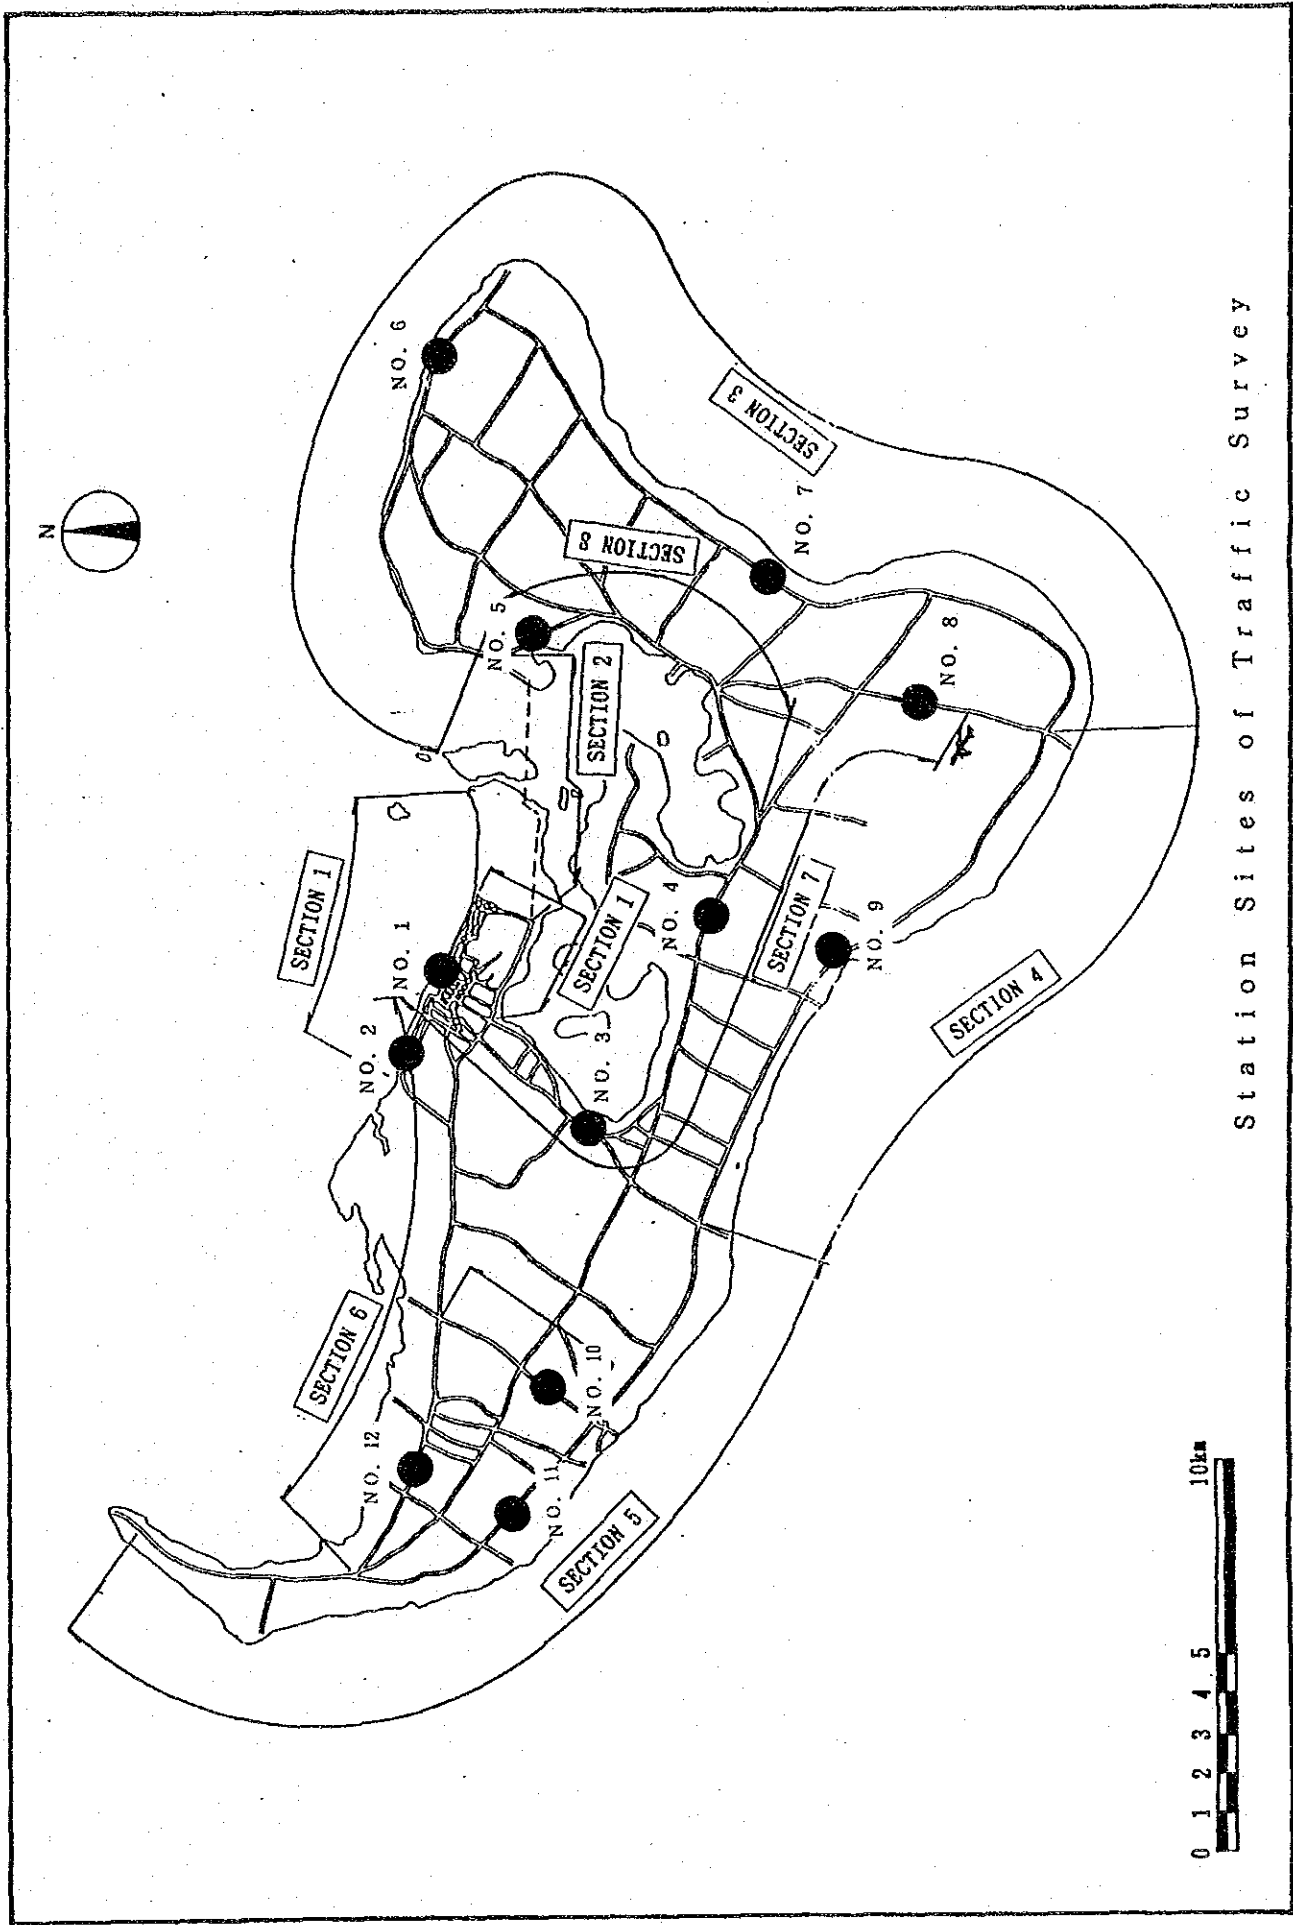 N
SECTION 1
NO. 1
NO. 2
NO. 6
SECTION 3
NO. 7
SECTION 8
NO. 5
SECTION 2
NO. 8
SECTION 1
NO. 4
NO. 3
SECTION 7
NO. 9
SECTION 4
SECTION 6
NO. 12
NO. 10
NO. 11
SECTION 5
0 1 2 3 4 5 10km
Station Sites of Traffic Survey